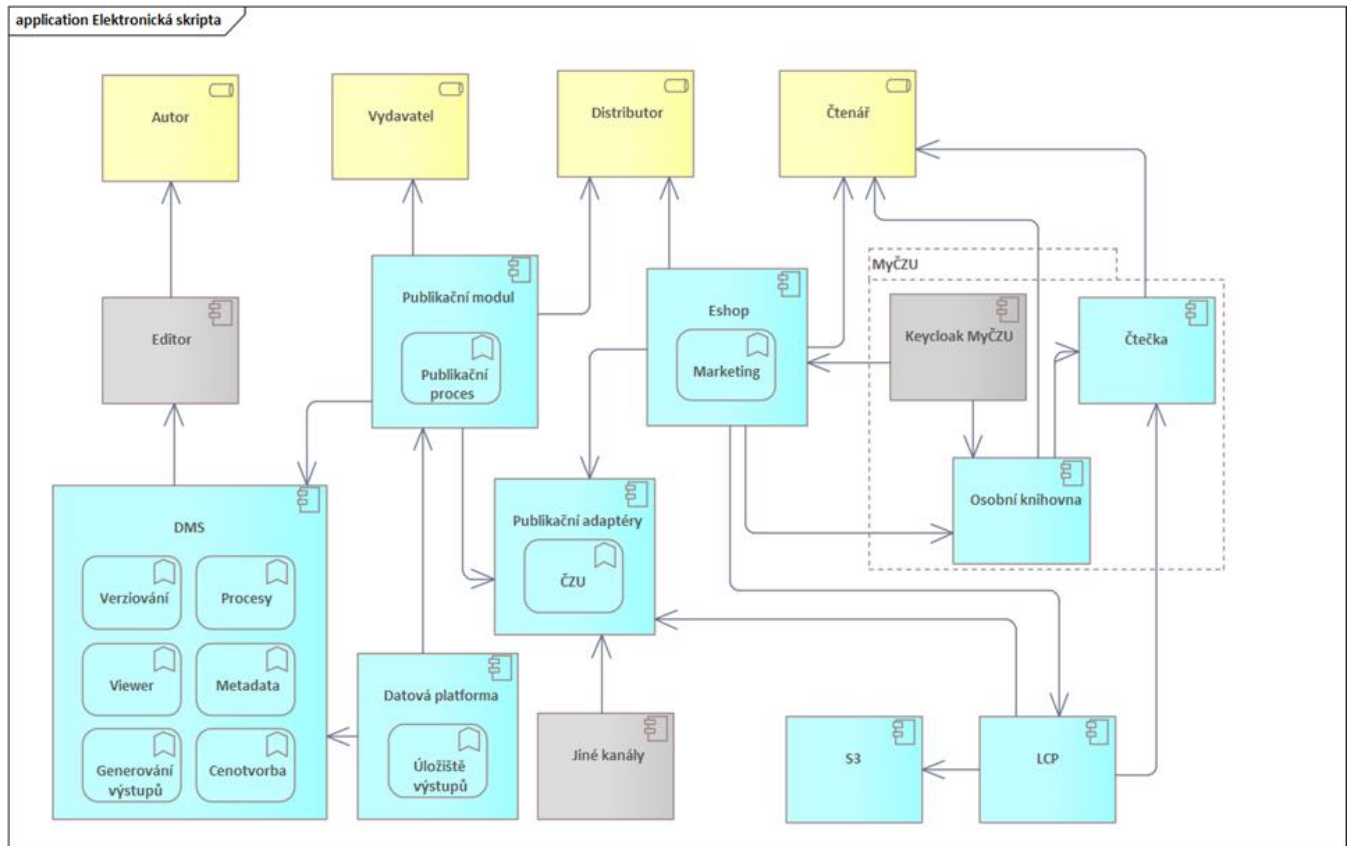 application Elektronická skripta
Autor
Vydavatel
Distributor
Čtenář
MyČZU
Editor
Publikační modul
Publikační
proces
Eshop
Marketing
Keycloak MyČZU
Čtečka
Osobní knihovna
DMS
Verziování
Procesy
Viewer
Metadata
Generování
výstupů
Cenotvorba
Publikační adaptéry
ČZU
Datová platforma
Úložiště
výstupů
Jiné kanály
S3
LCP